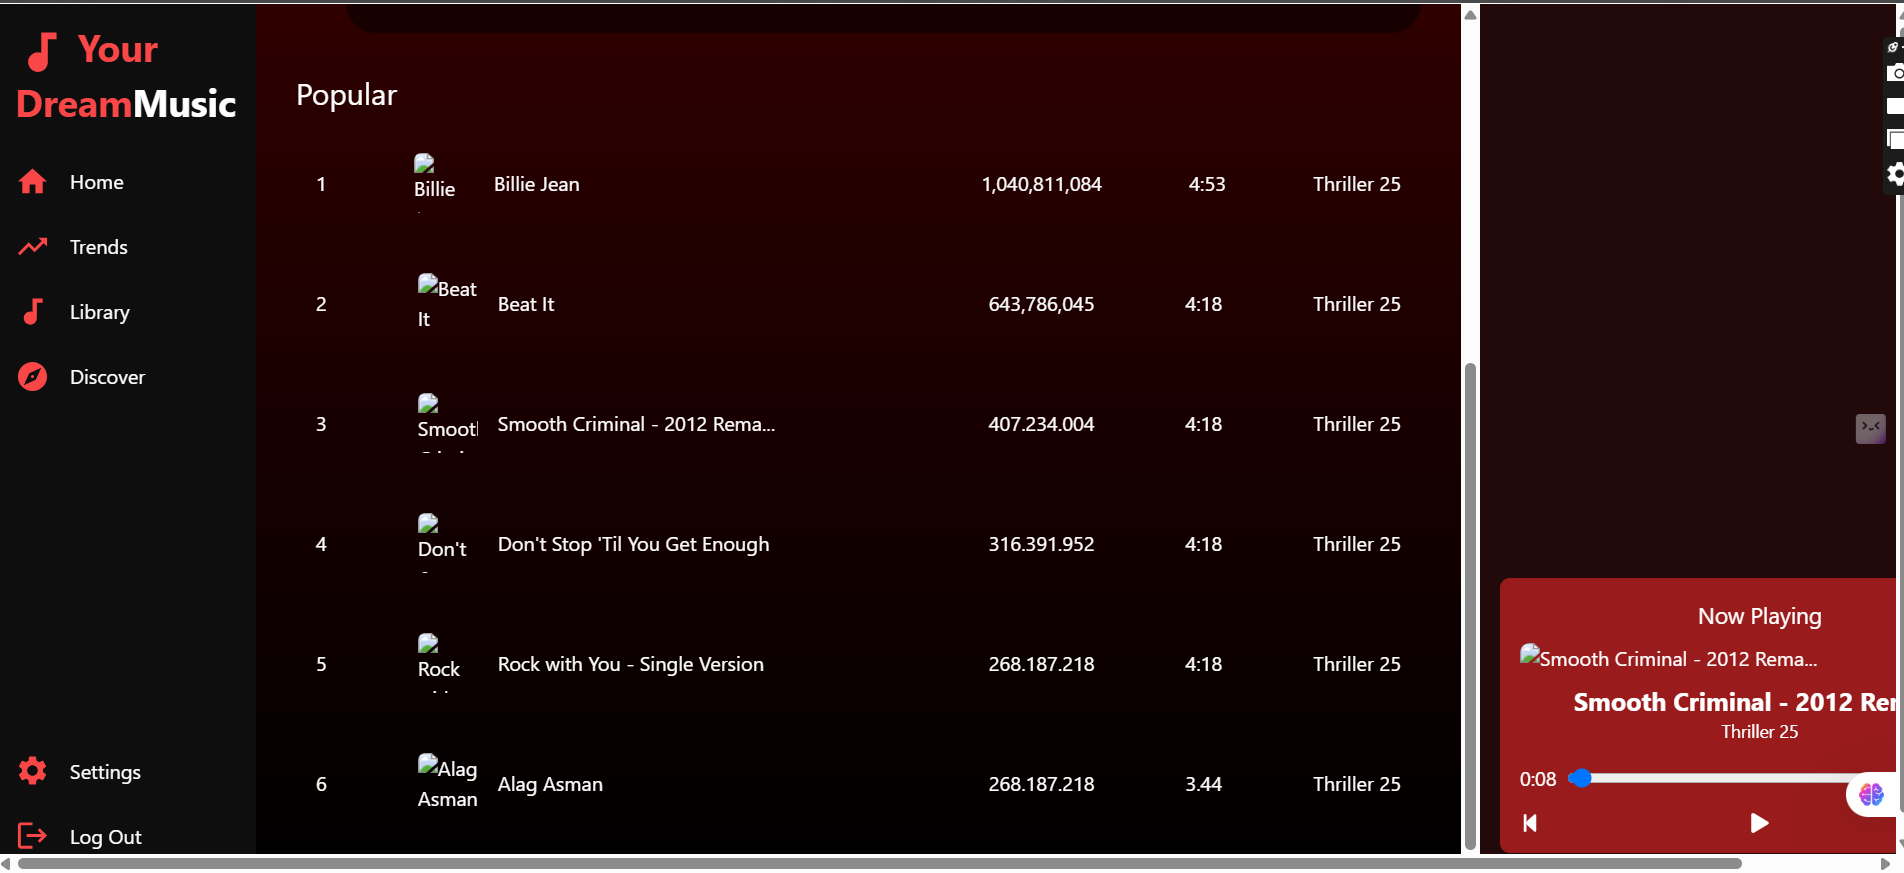 Your
DreamMusic
Home
Trends
Library
Discover
Settings
Log Out
Popular
1 Billie Billie Jean 1,040,811,084 4:53 Thriller 25
2 Beat It Beat It 643,786,045 4:18 Thriller 25
3 Smooth Smooth Criminal - 2012 Rema... 407.234.004 4:18 Thriller 25
4 Don't Don't Stop 'Til You Get Enough 316.391.952 4:18 Thriller 25
5 Rock Rock with You - Single Version 268.187.218 4:18 Thriller 25
6 Alag Asman Alag Asman 268.187.218 3.44 Thriller 25
Now Playing
Smooth Criminal - 2012 Rema...
Smooth Criminal - 2012 Rem
Thriller 25
0:08